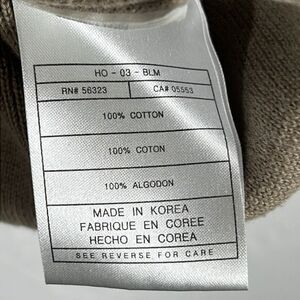 HO - 03 - BLM
RN# 56323 CA# 05553
100% COTTON
100% COTON
100% ALGODON
MADE IN KOREA
FABRIQUE EN COREE
HECHO EN COREA
SEE REVERSE FOR CARE